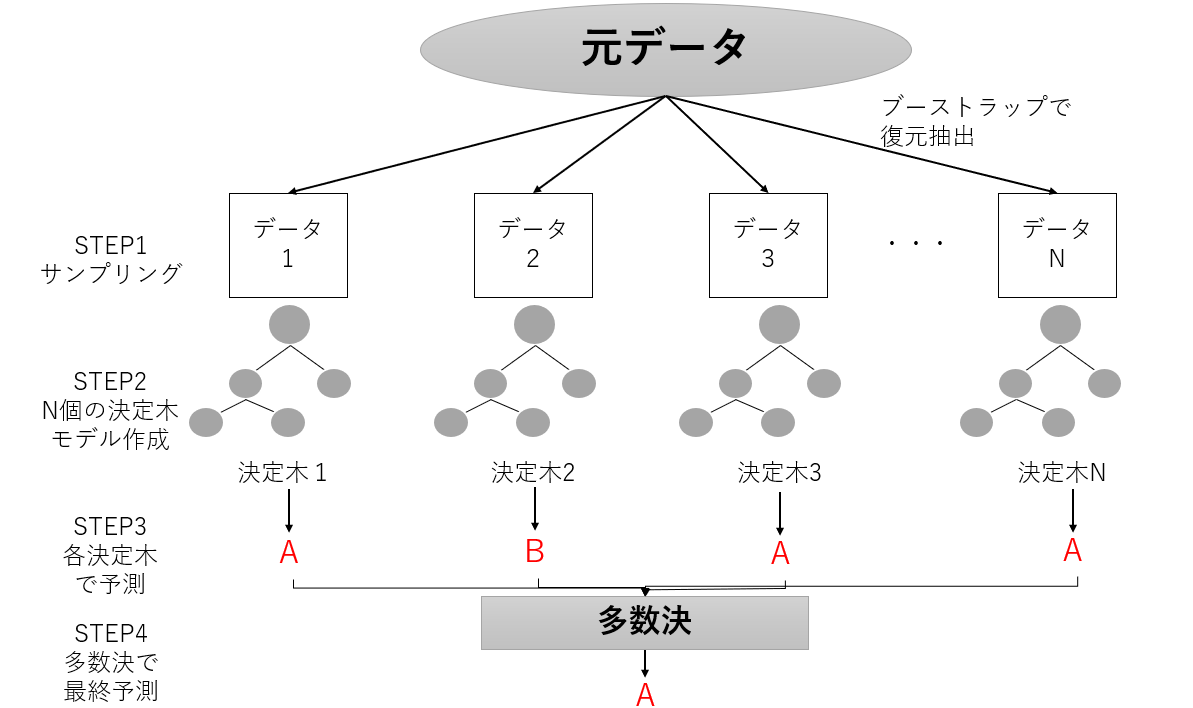 元データ
ブーストラップで
復元抽出
STEP1
サンプリング
データ
1
データ
2
データ
3
・・・
データ
N
STEP2
N個の決定木
モデル作成
決定木１
決定木2
決定木3
決定木N
STEP3
各決定木
で予測
A
B
A
A
STEP4
多数決で
最終予測
多数決
A